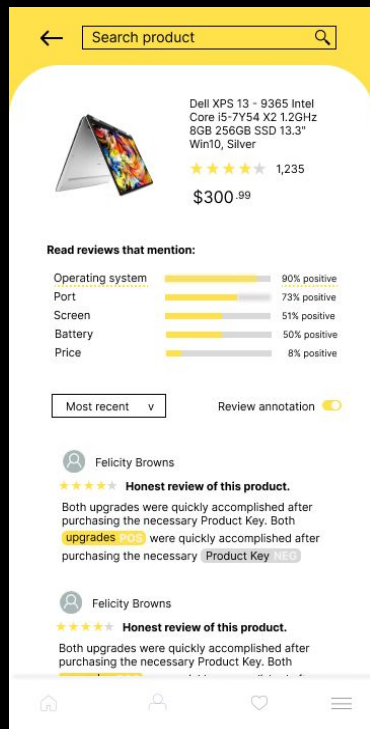 Search product
Dell XPS 13 - 9365 Intel
Core i5-7Y54 X2 1.2GHz
8GB 256GB SSD 13.3"
Win10, Silver
1,235
$300.99
Read reviews that mention:
Operating system 90% positive
Port 73% positive
Screen 51% positive
Battery 50% positive
Price 8% positive
Most recent v Review annotation
Felicity Browns
Honest review of this product.
Both upgrades were quickly accomplished after
purchasing the necessary Product Key. Both
upgrades POS were quickly accomplished after
purchasing the necessary Product Key NEG
Felicity Browns
Honest review of this product.
Both upgrades were quickly accomplished after
purchasing the necessary Product Key. Both